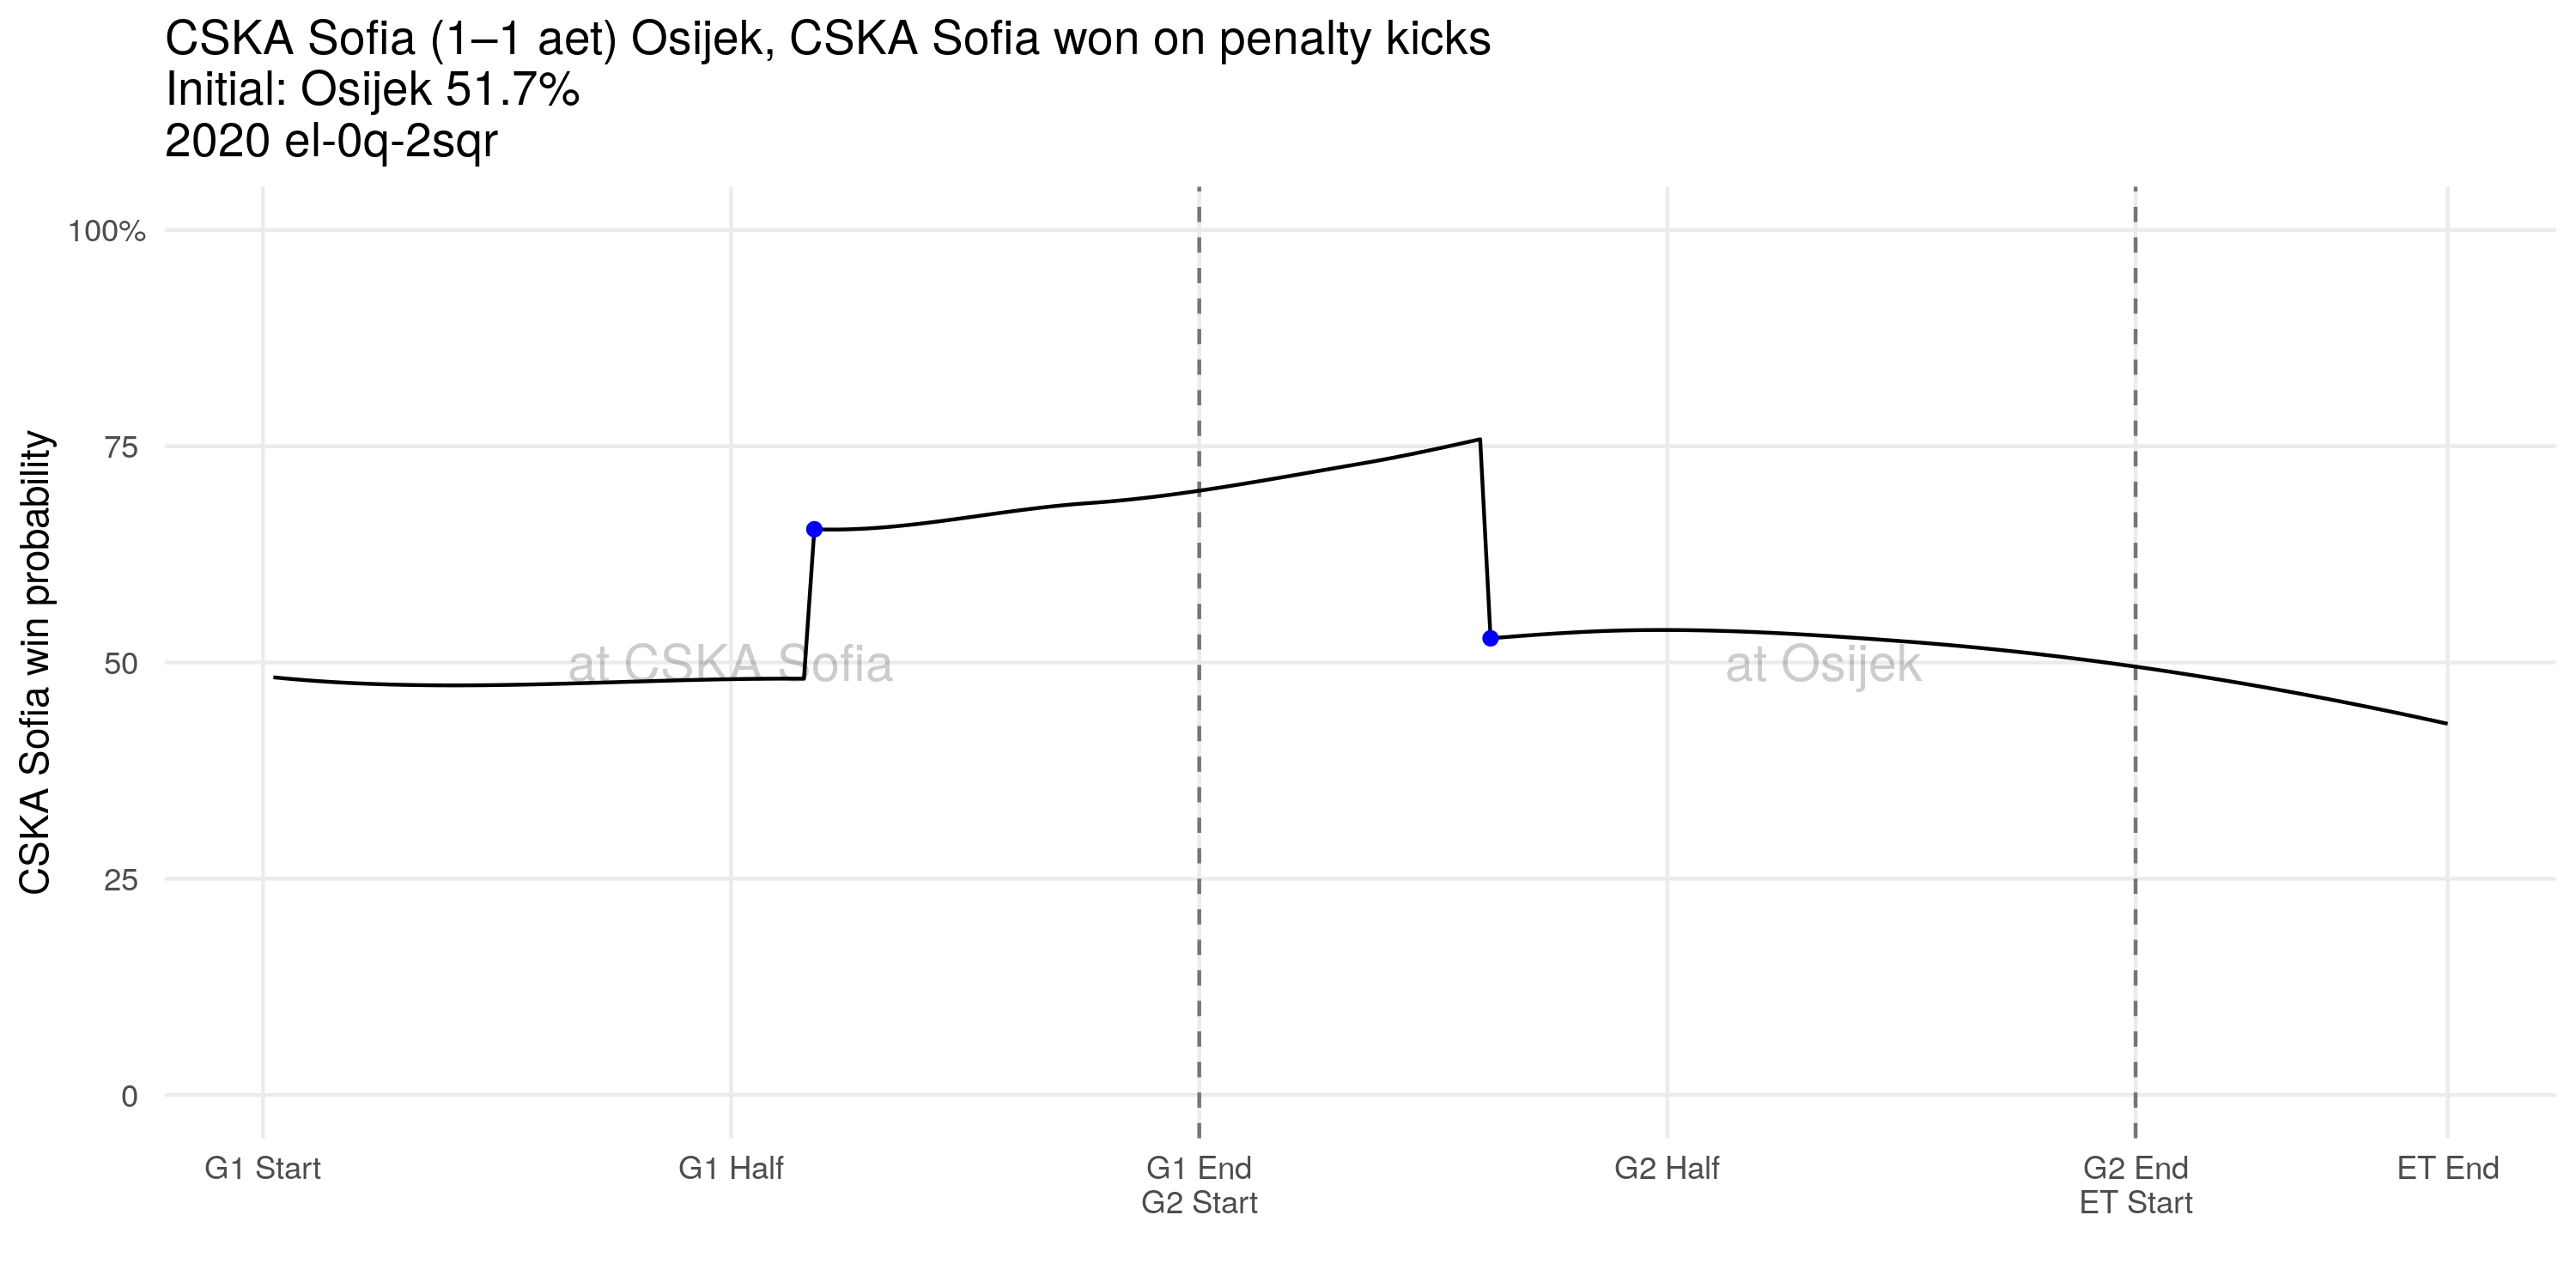 CSKA Sofia (1–1 aet) Osijek, CSKA Sofia won on penalty kicks
Initial: Osijek 51.7%
2020 el-0q-2sqr
CSKA Sofia win probability
100%
75
50
25
0
at CSKA Sofia
at Osijek
G1 Start
G1 Half
G1 End
G2 Start
G2 Half
G2 End
ET Start
ET End